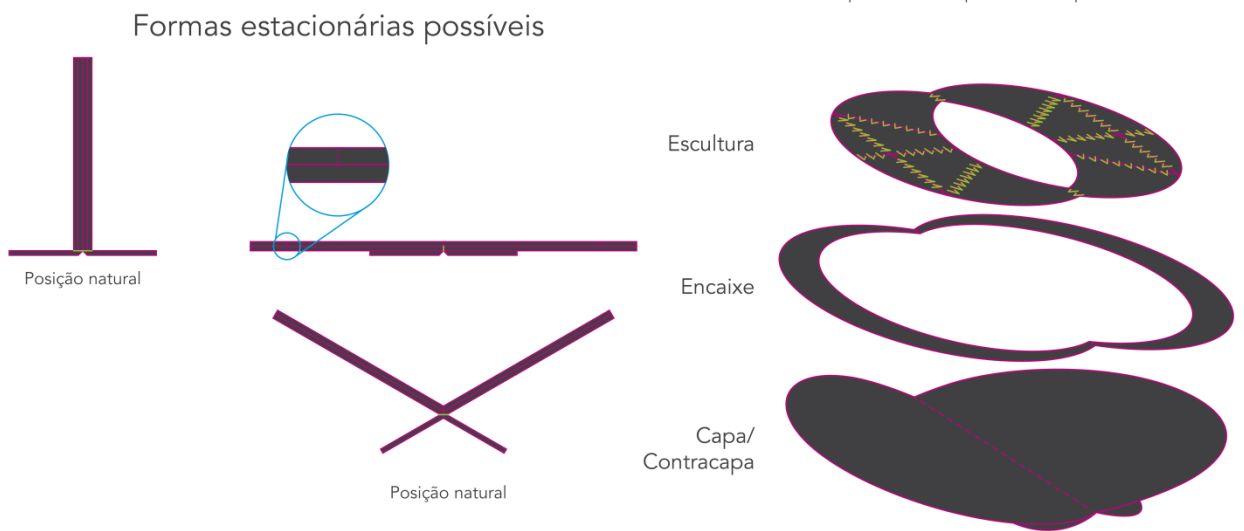 Formas estacionárias possíveis
Posição natural
Posição natural
Escultura
Encaixe
Capa/
Contracapa